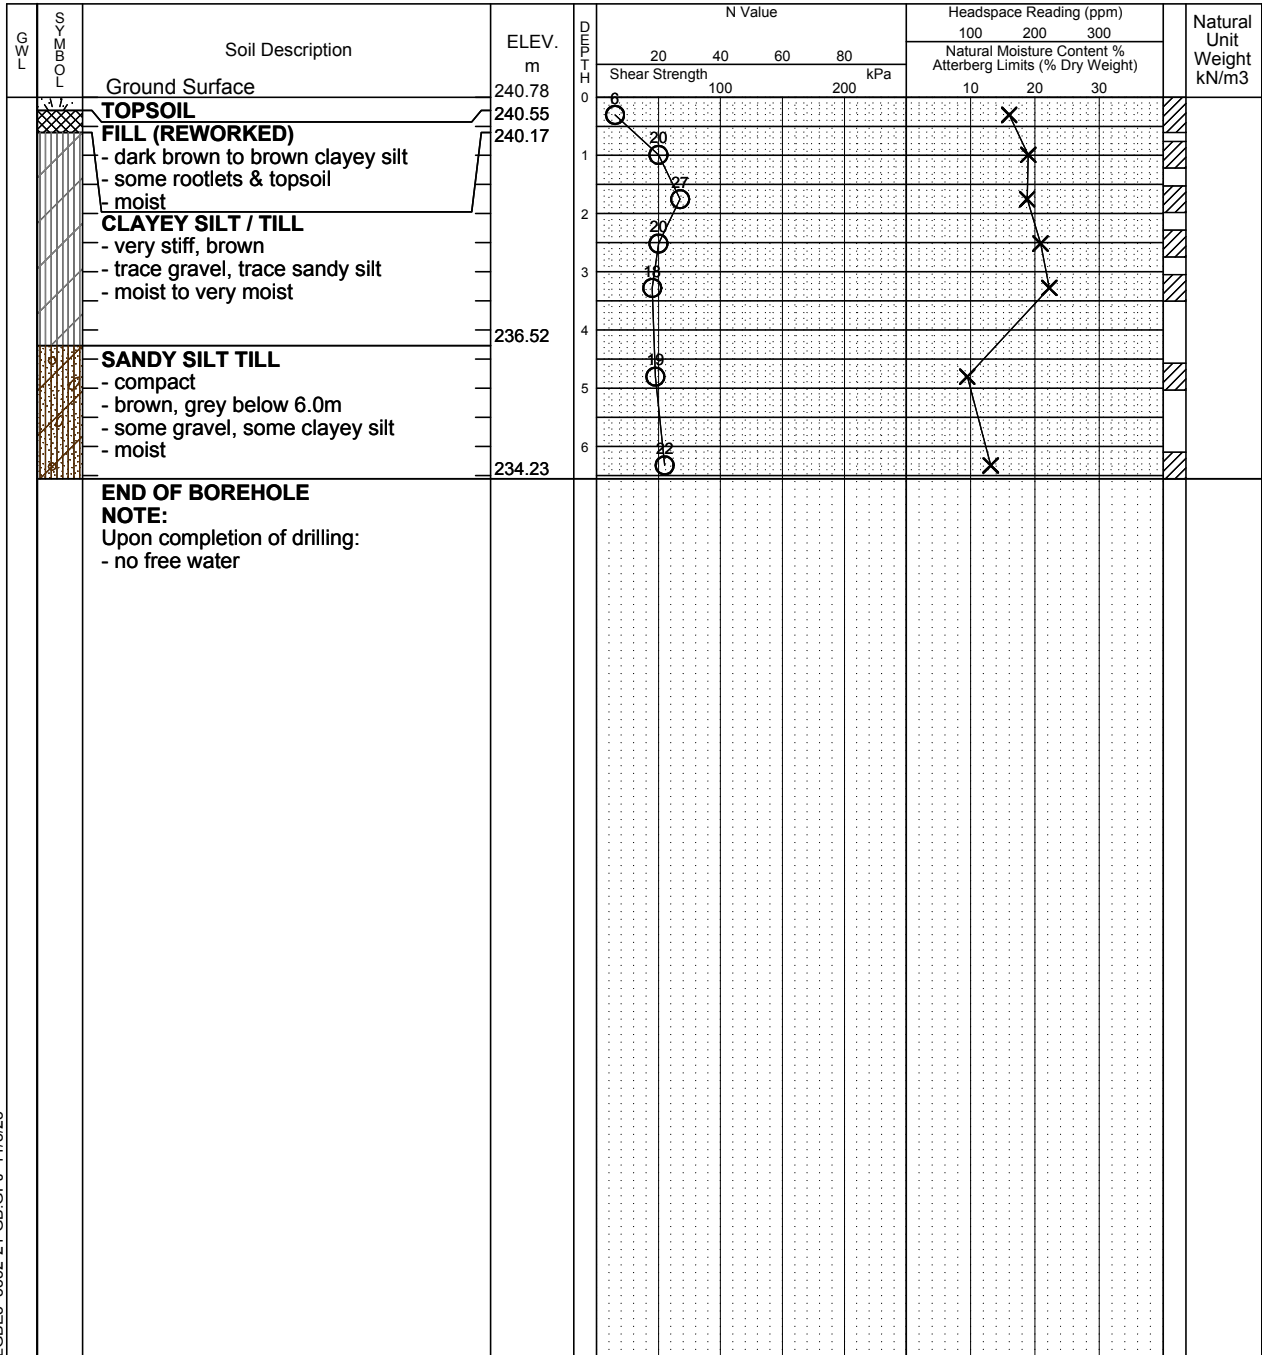 GWL
SYMBOL
Soil Description
Ground Surface
ELEV.
m
240.78
DEPTH
N Value
20 40 60 80
Shear Strength kPa
100 200
Headspace Reading (ppm)
100 200 300
Natural Moisture Content %
Atterberg Limits (% Dry Weight)
10 20 30
Natural
Unit
Weight
kN/m3
0
TOPSOIL 240.55
FILL (REWORKED) 240.17
- dark brown to brown clayey silt
- some rootlets & topsoil
- moist
CLAYEY SILT / TILL
- very stiff, brown
- trace gravel, trace sandy silt
- moist to very moist
236.52
SANDY SILT TILL
- compact
- brown, grey below 6.0m
- some gravel, some clayey silt
- moist
234.23
END OF BOREHOLE
NOTE:
Upon completion of drilling:
- no free water
1
2
3
4
5
6
6
20
27
20
18
19
22